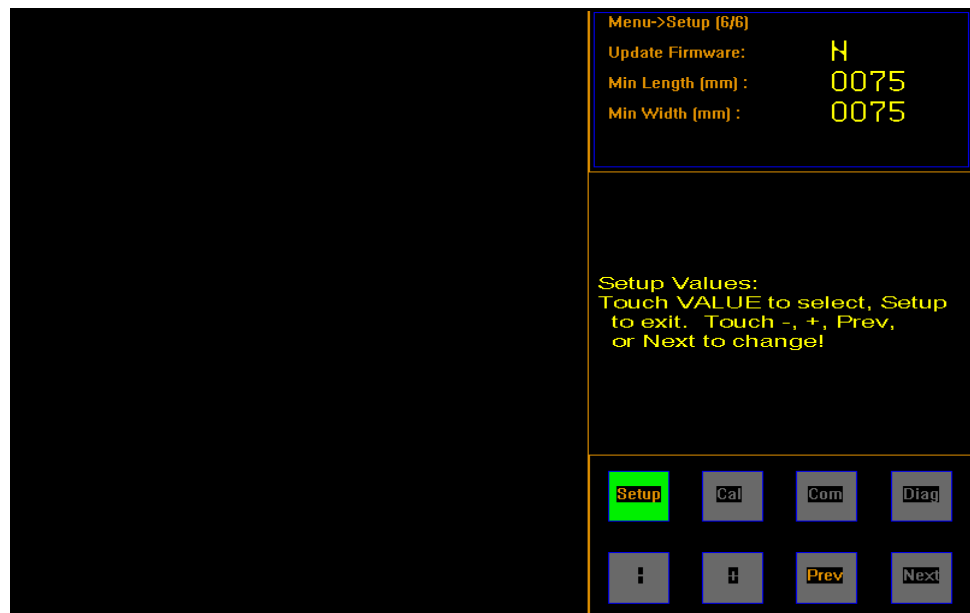 Menu->Setup (6/6)
Update Firmware: N
Min Length (mm) : 0075
Min Width (mm) : 0075
Setup Values:
Touch VALUE to select, Setup
to exit. Touch -, +, Prev,
or Next to change!
Setup Cal Com Diag
- + Prev Next